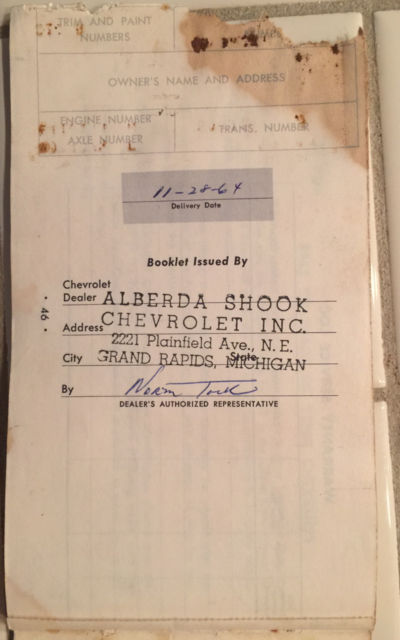 TRIM AND PAINT
NUMBERS
OWNER'S NAME AND ADDRESS
ENGINE NUMBER
AXLE NUMBER
TRANS. NUMBER
11-28-64
Delivery Date
Booklet Issued By
Chevrolet
Dealer ALBERDA SHOOK
Address CHEVROLET INC.
2221 Plainfield Ave., N. E.
City GRAND RAPIDS, MICHIGAN State
By Norm
DEALER'S AUTHORIZED REPRESENTATIVE
• 46 •